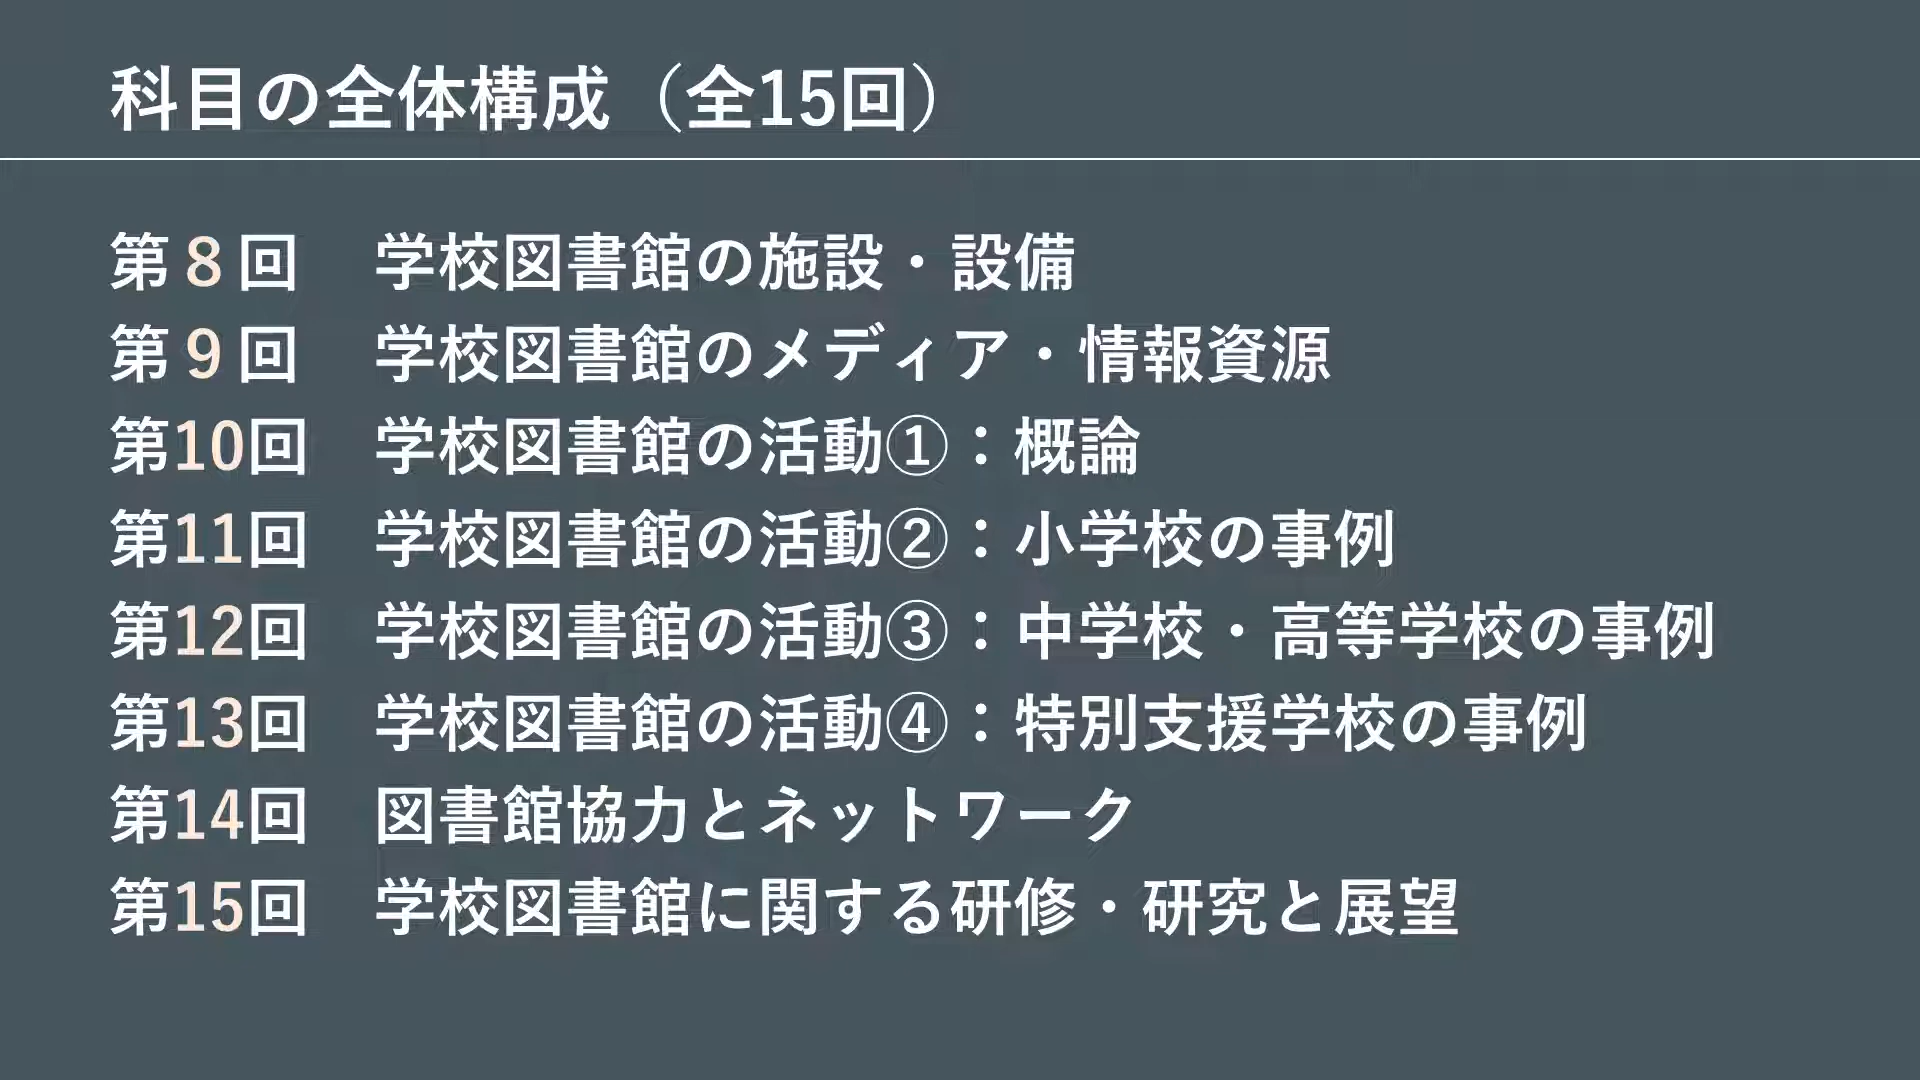 科目の全体構成（全15回）
第８回　学校図書館の施設・設備
第９回　学校図書館のメディア・情報資源
第10回　学校図書館の活動①：概論
第11回　学校図書館の活動②：小学校の事例
第12回　学校図書館の活動③：中学校・高等学校の事例
第13回　学校図書館の活動④：特別支援学校の事例
第14回　図書館協力とネットワーク
第15回　学校図書館に関する研修・研究と展望